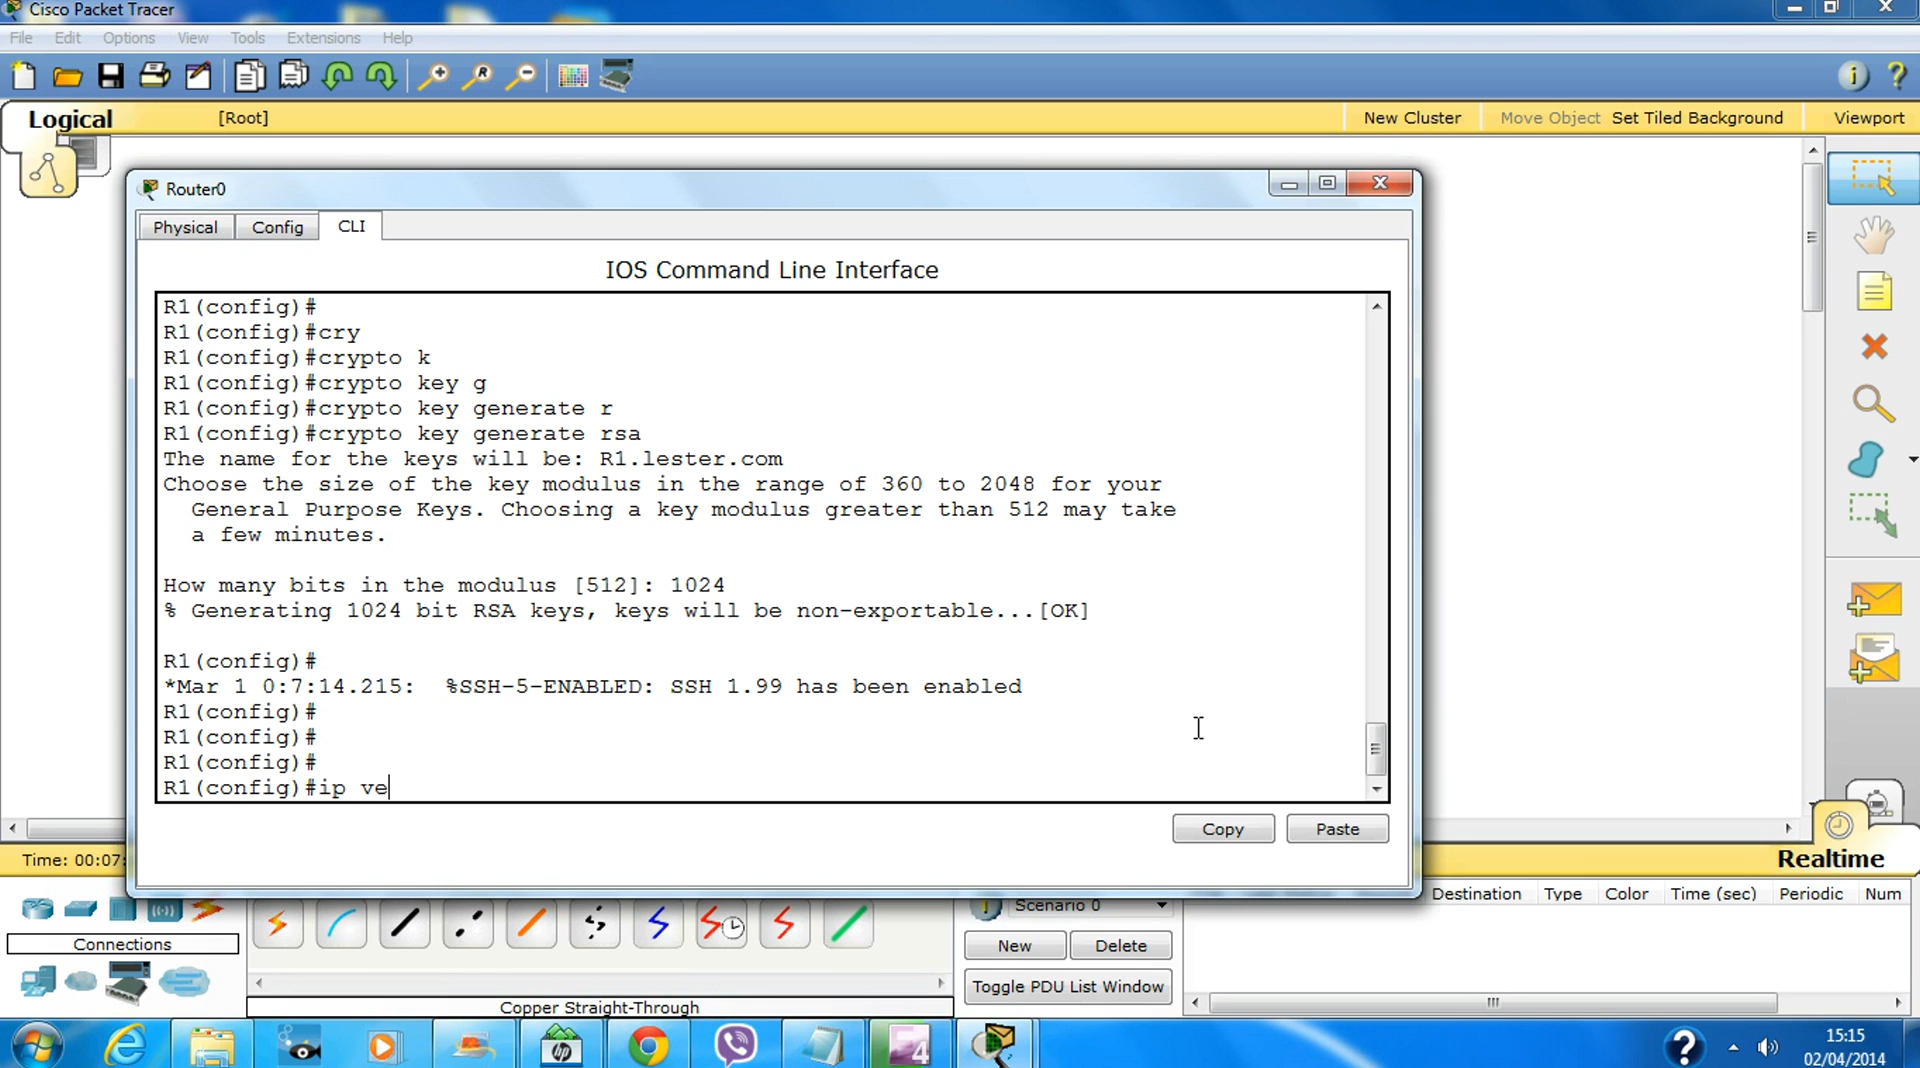 Cisco Packet Tracer
File Edit Options View Tools Extensions Help
Logical [Root] New Cluster Move Object Set Tiled Background Viewport
Router0
Physical Config CLI
IOS Command Line Interface
R1(config)#
R1(config)#cry
R1(config)#crypto k
R1(config)#crypto key g
R1(config)#crypto key generate r
R1(config)#crypto key generate rsa
The name for the keys will be: R1.lester.com
Choose the size of the key modulus in the range of 360 to 2048 for your
General Purpose Keys. Choosing a key modulus greater than 512 may take
a few minutes.
How many bits in the modulus [512]: 1024
% Generating 1024 bit RSA keys, keys will be non-exportable...[OK]
R1(config)#
*Mar 1 0:7:14.215: %SSH-5-ENABLED: SSH 1.99 has been enabled
R1(config)#
R1(config)#
R1(config)#
R1(config)#ip ve
Copy Paste
Time: 00:07: Realtime
Scenario 0 Destination Type Color Time (sec) Periodic Num
Connections New Delete
Toggle PDU List Window
Copper Straight-Through
15:15
02/04/2014